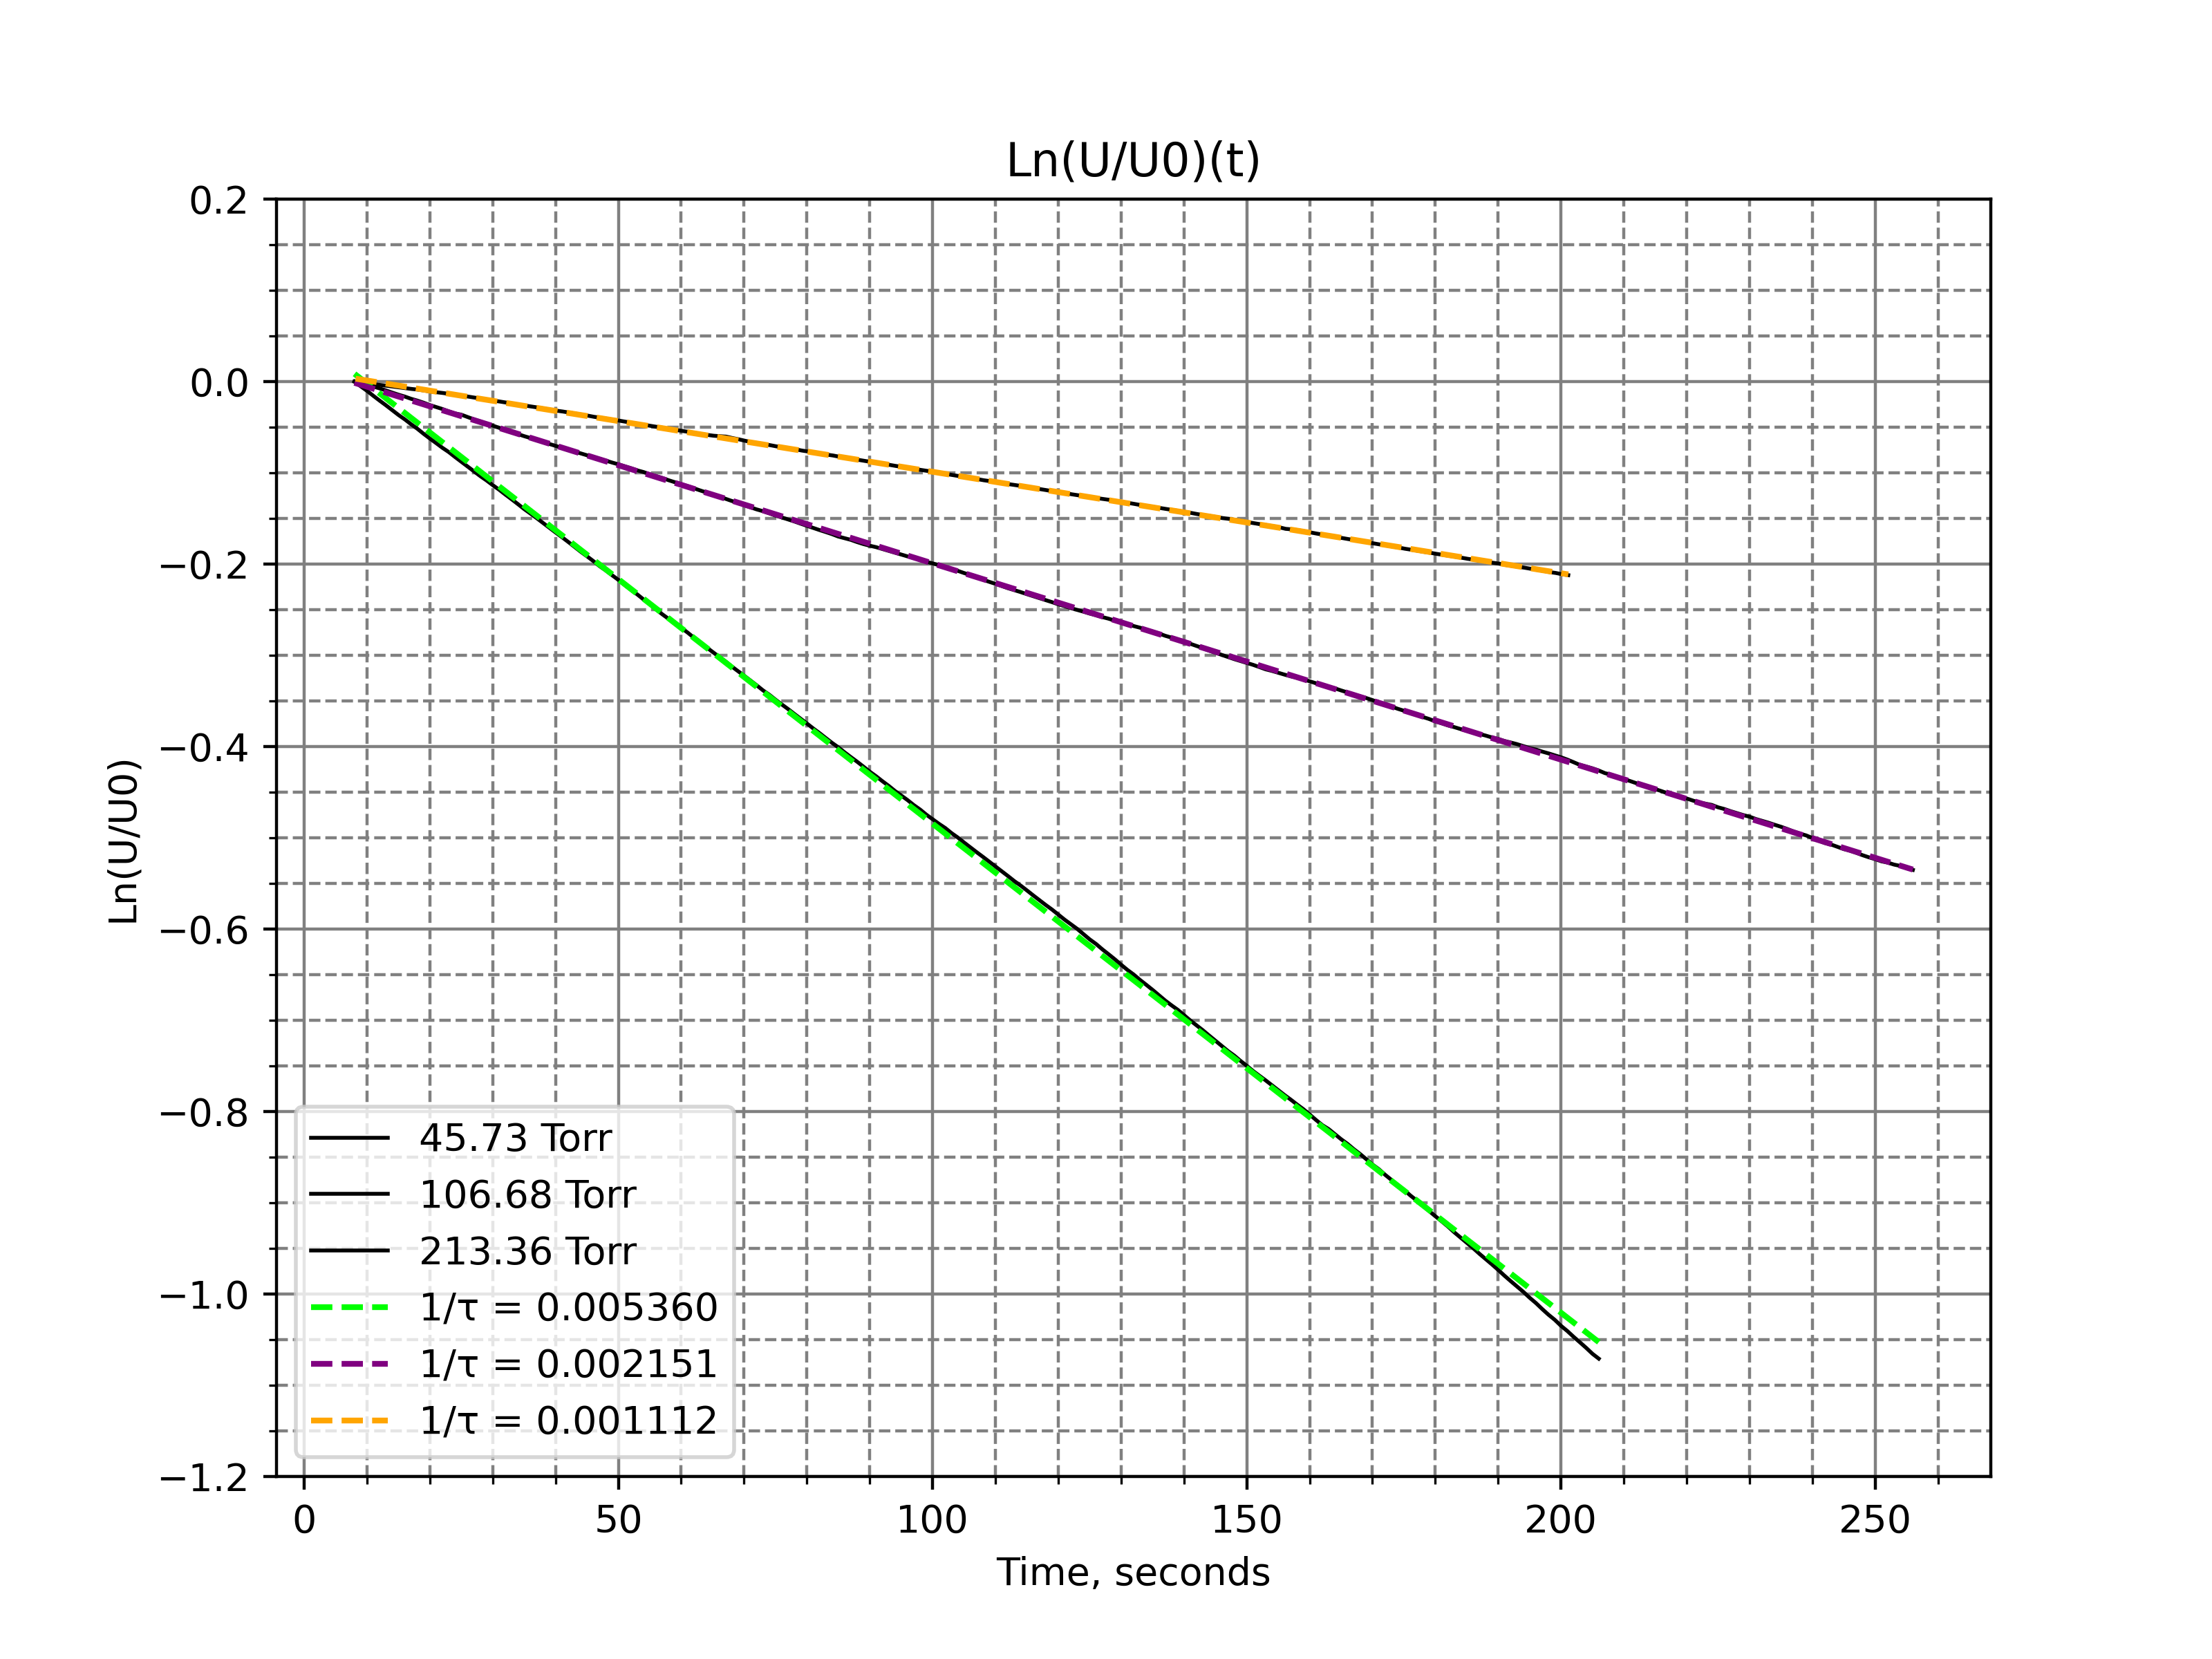 Ln(U/U0)(t)
0.2
0.0
−0.2
−0.4
−0.6
−0.8
−1.0
−1.2
Ln(U/U0)
45.73 Torr
106.68 Torr
213.36 Torr
1/τ = 0.005360
1/τ = 0.002151
1/τ = 0.001112
0 50 100 150 200 250
Time, seconds